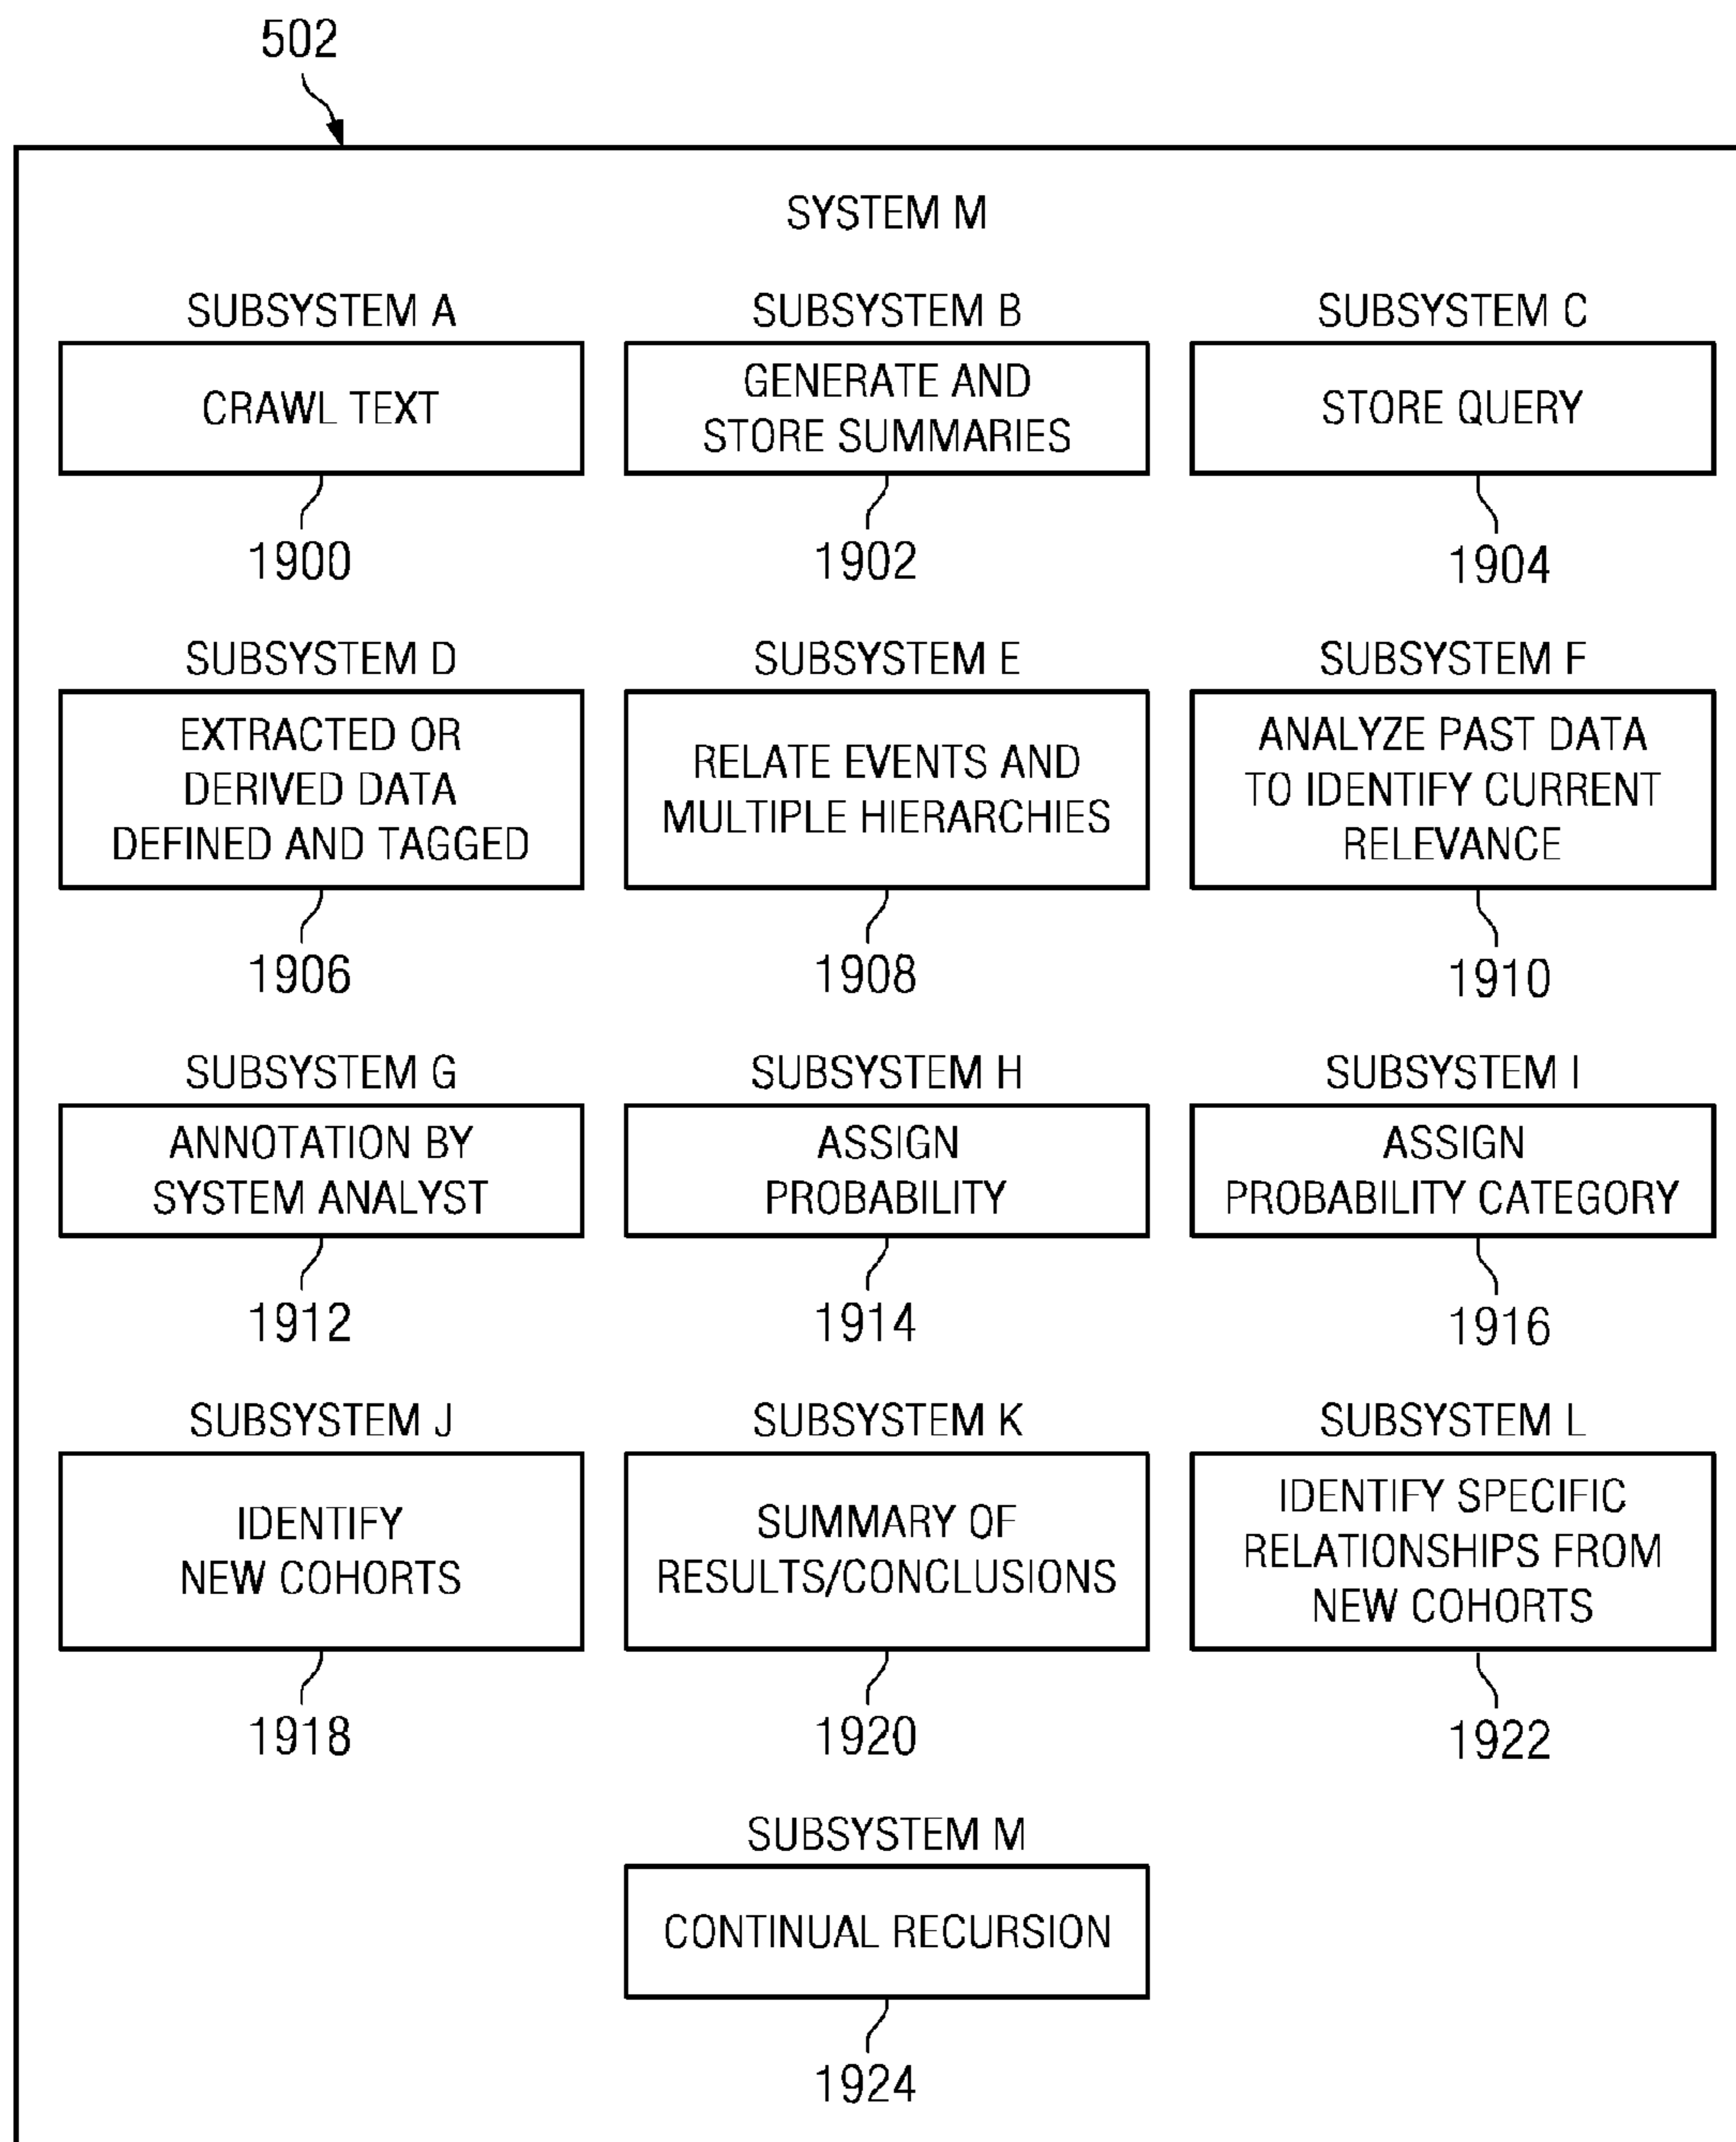 502
SYSTEM M
SUBSYSTEM A
CRAWL TEXT
1900
SUBSYSTEM B
GENERATE AND
STORE SUMMARIES
1902
SUBSYSTEM C
STORE QUERY
1904
SUBSYSTEM D
EXTRACTED OR
DERIVED DATA
DEFINED AND TAGGED
1906
SUBSYSTEM E
RELATE EVENTS AND
MULTIPLE HIERARCHIES
1908
SUBSYSTEM F
ANALYZE PAST DATA
TO IDENTIFY CURRENT
RELEVANCE
1910
SUBSYSTEM G
ANNOTATION BY
SYSTEM ANALYST
1912
SUBSYSTEM H
ASSIGN
PROBABILITY
1914
SUBSYSTEM I
ASSIGN
PROBABILITY CATEGORY
1916
SUBSYSTEM J
IDENTIFY
NEW COHORTS
1918
SUBSYSTEM K
SUMMARY OF
RESULTS/CONCLUSIONS
1920
SUBSYSTEM L
IDENTIFY SPECIFIC
RELATIONSHIPS FROM
NEW COHORTS
1922
SUBSYSTEM M
CONTINUAL RECURSION
1924